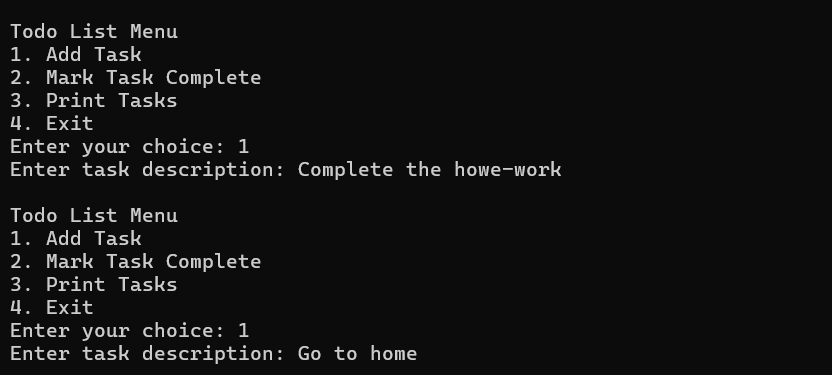 Todo List Menu
1. Add Task
2. Mark Task Complete
3. Print Tasks
4. Exit
Enter your choice: 1
Enter task description: Complete the howe-work
Todo List Menu
1. Add Task
2. Mark Task Complete
3. Print Tasks
4. Exit
Enter your choice: 1
Enter task description: Go to home